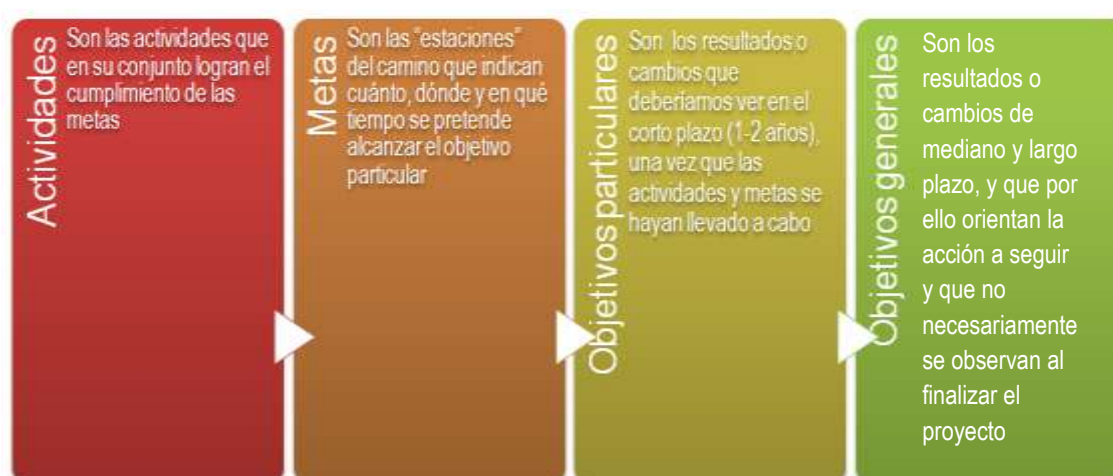 Actividades
Son las actividades que
en su conjunto logran el
cumplimiento de las
metas
Metas
Son las "estaciones"
del camino que indican
cuánto, dónde y en qué
tiempo se pretende
alcanzar el objetivo
particular
Objetivos particulares
Son los resultados o
cambios que
deberíamos ver en el
corto plazo (1-2 años),
una vez que las
actividades y metas se
hayan llevado a cabo
Objetivos generales
Son los
resultados o
cambios de
mediano y largo
plazo, y que por
ello orientan la
acción a seguir
y que no
necesariamente
se observan al
finalizar el
proyecto